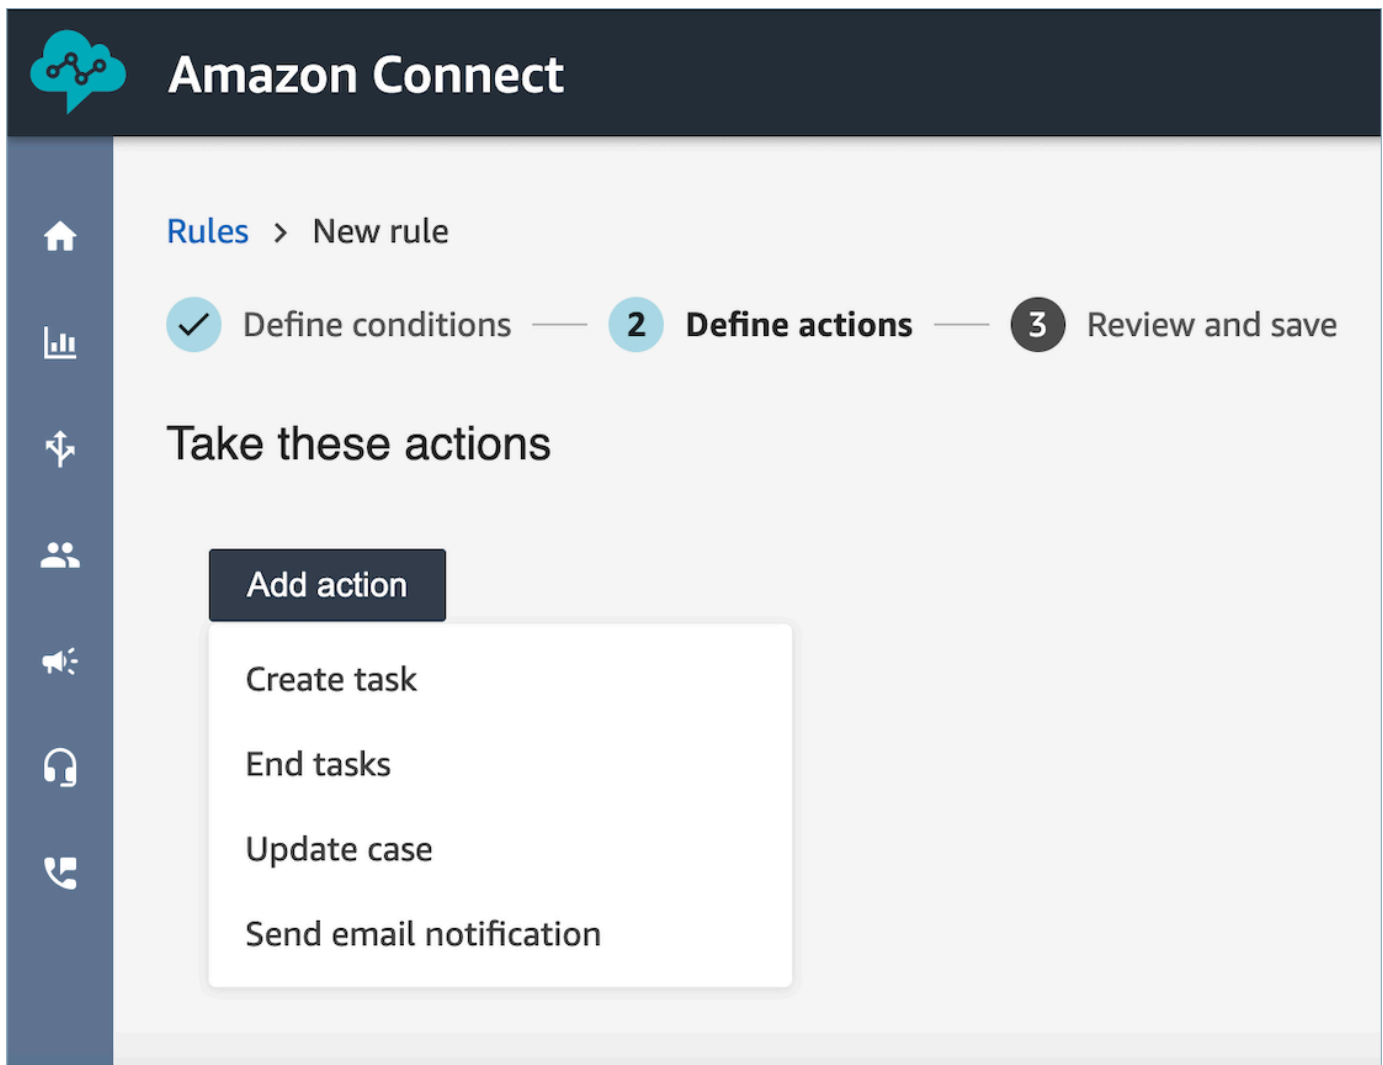 Amazon Connect
Rules > New rule
Define conditions 2 Define actions 3 Review and save
Take these actions
Add action
Create task
End tasks
Update case
Send email notification